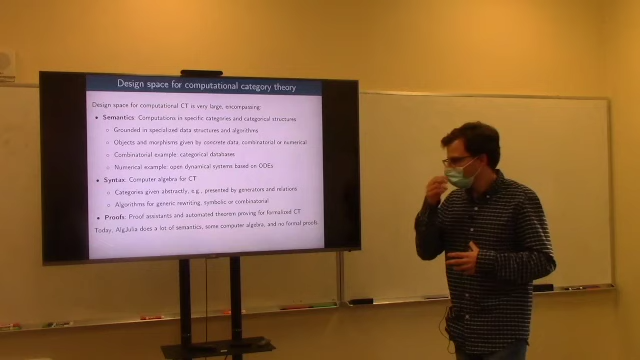 Design space for computational category theory
Design space for computational CT is very large, encompassing:
• Semantics: Computations in specific categories and categorical structures
◦ Grounded in specialized data structures and algorithms
◦ Objects and morphisms given by concrete data, combinatorial or numerical
◦ Combinatorial example: categorical databases
◦ Numerical example: open dynamical systems based on ODEs
• Syntax: Computer algebra for CT
◦ Categories given abstractly, e.g., presented by generators and relations
◦ Algorithms for generic rewriting, symbolic or combinatorial
• Proofs: Proof assistants and automated theorem proving for formalized CT
Today, AlgJulia does a lot of semantics, some computer algebra, and no formal proofs.